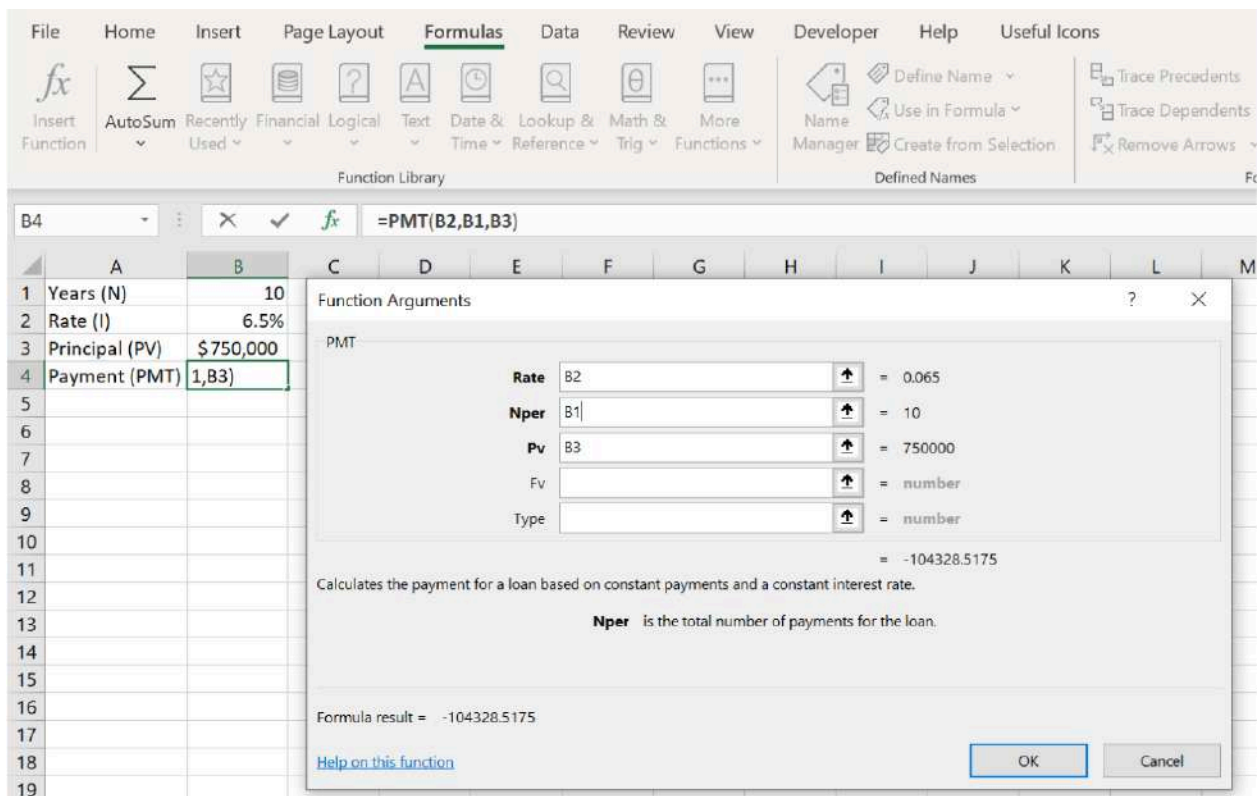 File Home Insert Page Layout Formulas Data Review View Developer Help Useful Icons
fx Insert Function
AutoSum
Recently Used
Financial
Logical
Text
Date & Time
Lookup & Reference
Math & Trig
More Functions
Function Library
Name Manager
Define Name
Use in Formula
Create from Selection
Defined Names
Trace Precedents
Trace Dependents
Remove Arrows
B4 fx =PMT(B2,B1,B3)
A B C D E F G H I J K L M
1 Years (N) 10
2 Rate (I) 6.5%
3 Principal (PV) $750,000
4 Payment (PMT) 1,B3)
5
6
7
8
9
10
11
12
13
14
15
16
17
18
19
Function Arguments ? ×
PMT
Rate B2 = 0.065
Nper B1 = 10
Pv B3 = 750000
Fv = number
Type = number
= -104328.5175
Calculates the payment for a loan based on constant payments and a constant interest rate.
Nper is the total number of payments for the loan.
Formula result = -104328.5175
Help on this function
OK Cancel